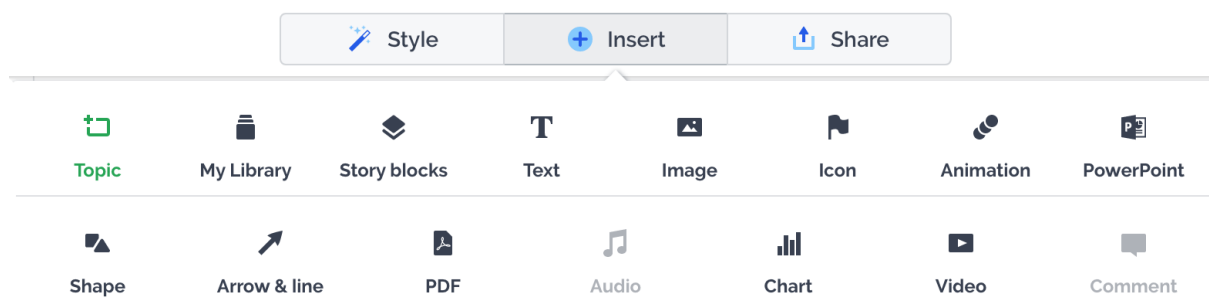 Style Insert Share
Topic My Library Story blocks Text Image Icon Animation PowerPoint
Shape Arrow & line PDF Audio Chart Video Comment